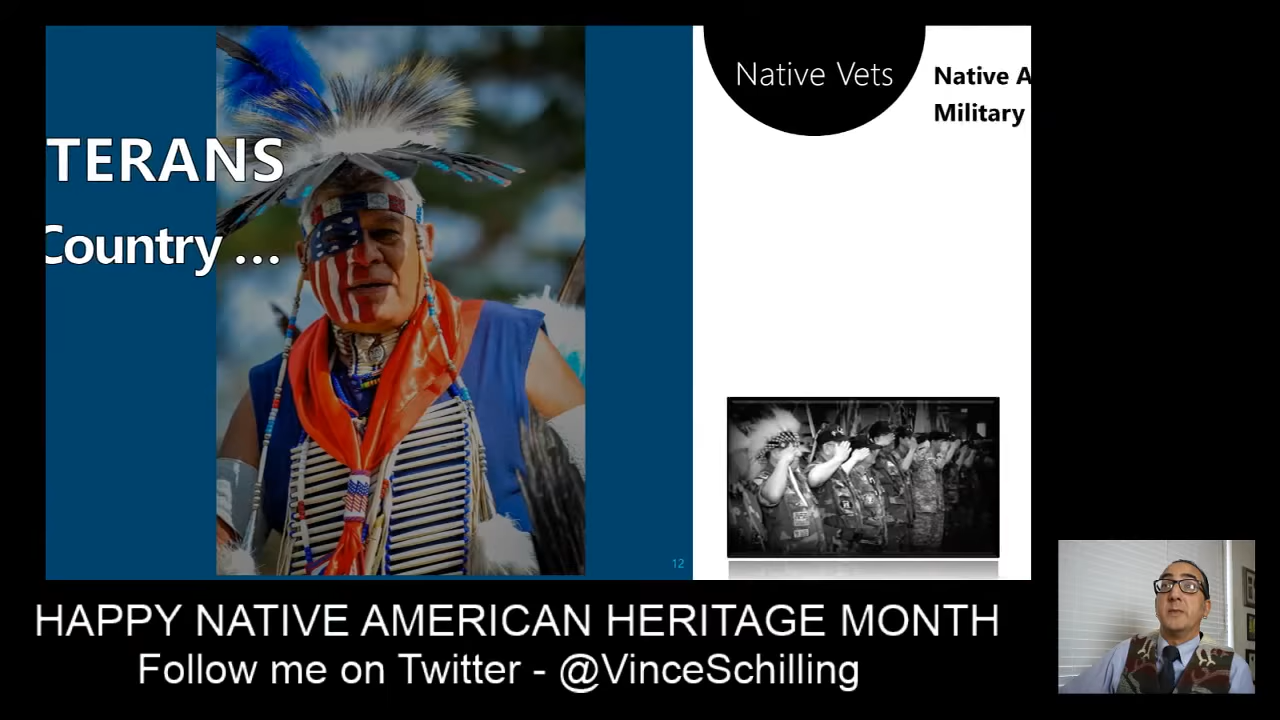 TERANS
Country ...
12
Native Vets
Native A
Military
HAPPY NATIVE AMERICAN HERITAGE MONTH
Follow me on Twitter - @VinceSchilling